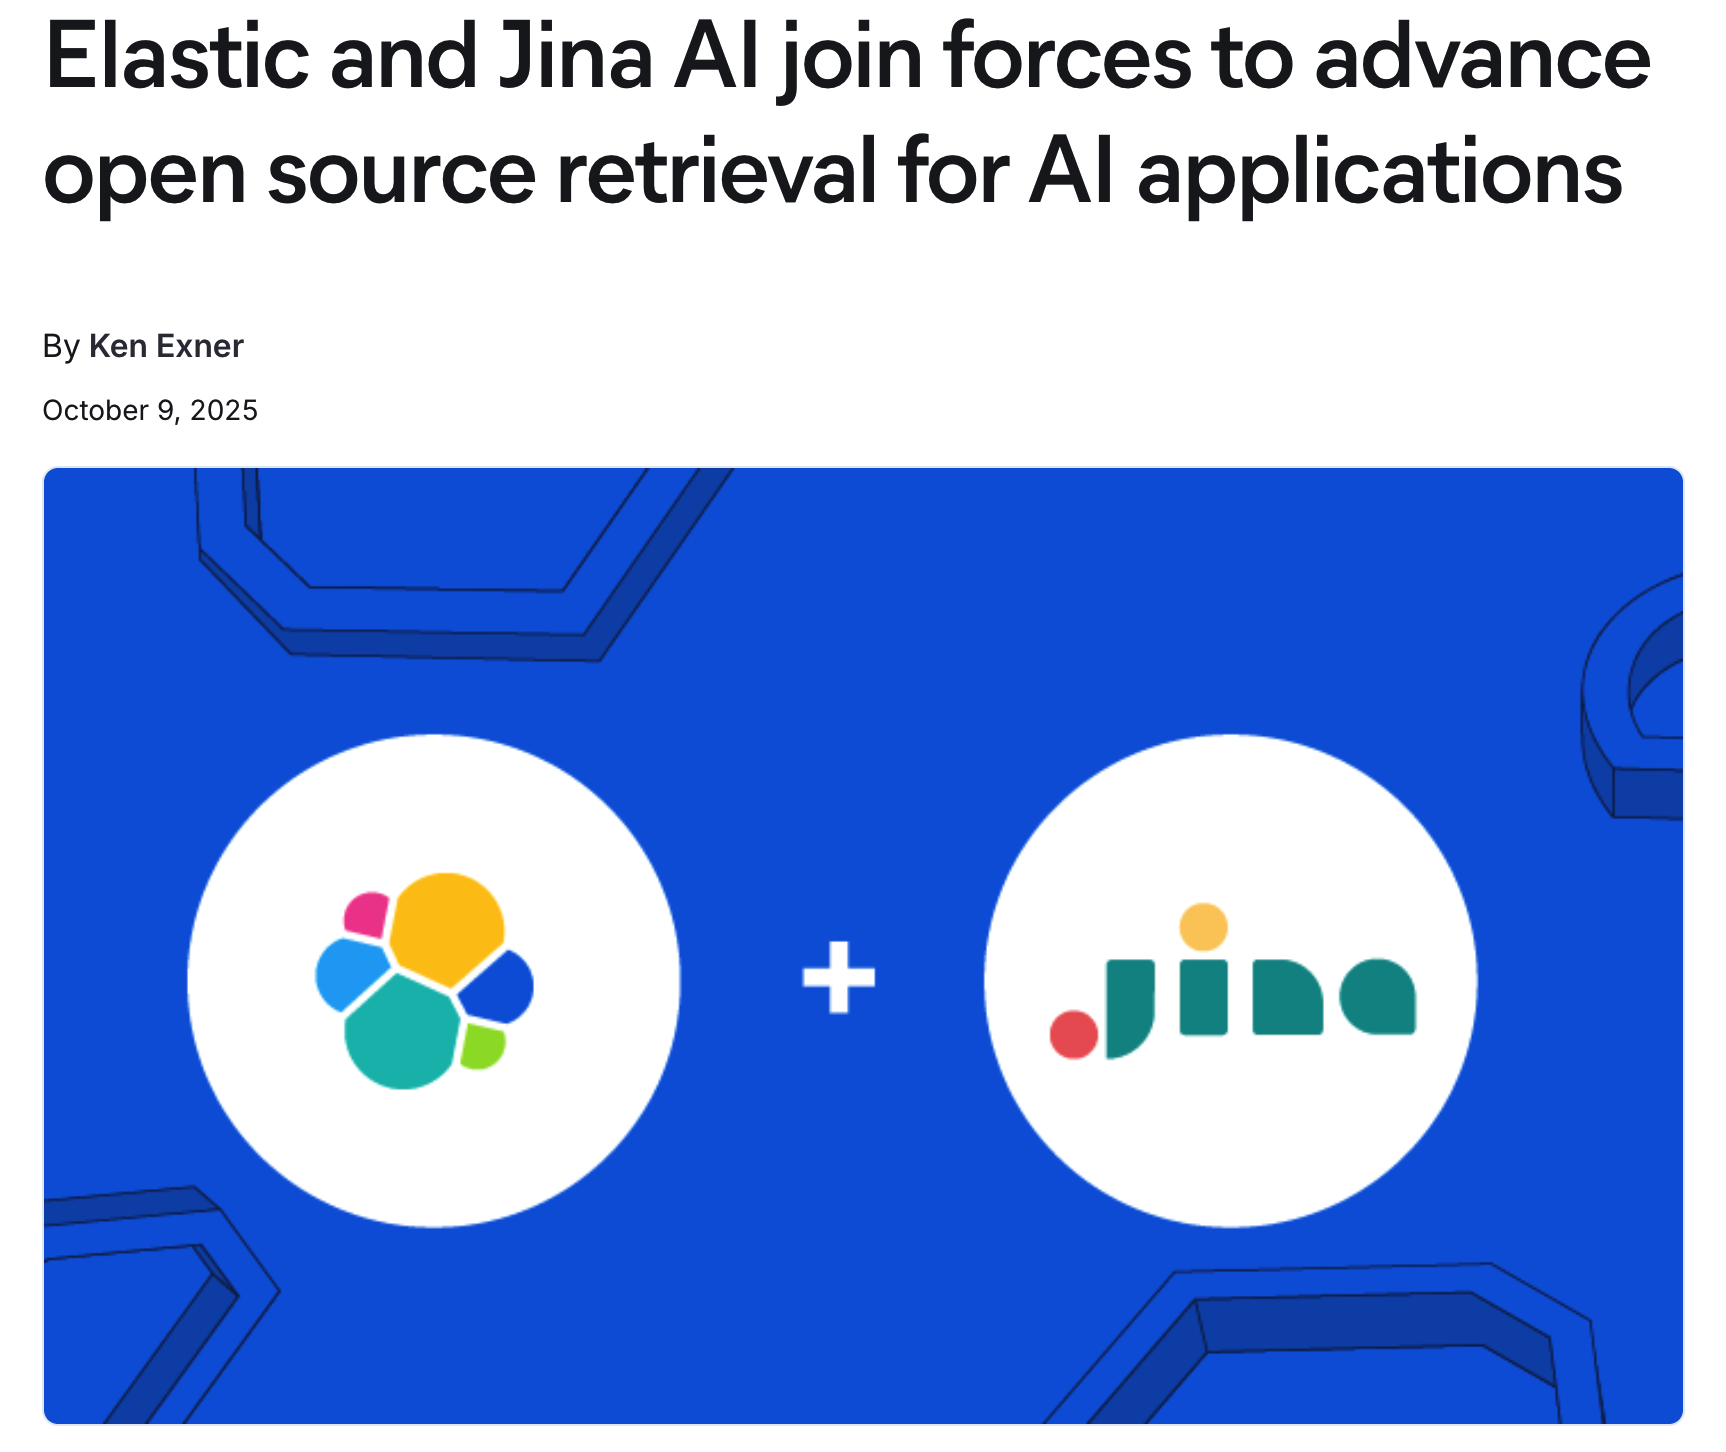 Elastic and Jina AI join forces to advance
open source retrieval for AI applications
By Ken Exner
October 9, 2025
+
jina